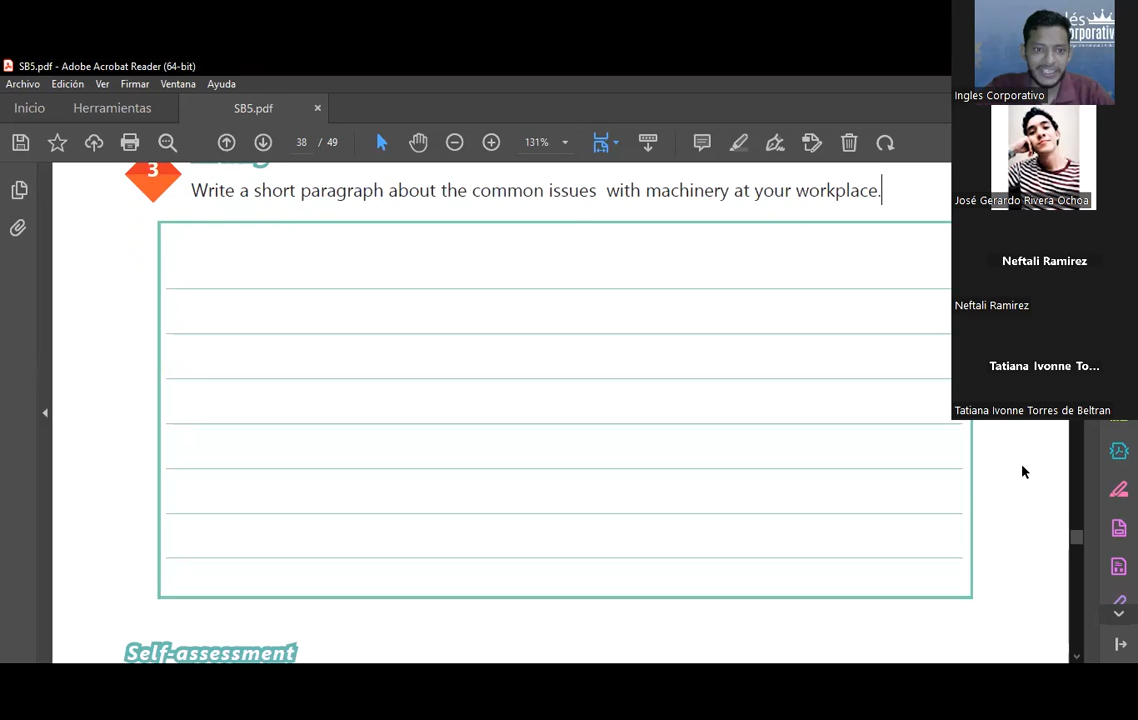 SB5.pdf - Adobe Acrobat Reader (64-bit)
Archivo Edición Ver Firmar Ventana Ayuda
Inicio Herramientas SB5.pdf ×
38 / 49 131%
3
Write a short paragraph about the common issues with machinery at your workplace.
Self-assessment
Ingles Corporativo
José Gerardo Rivera Ochoa
Neftali Ramirez
Neftali Ramirez
Tatiana Ivonne To...
Tatiana Ivonne Torres de Beltran